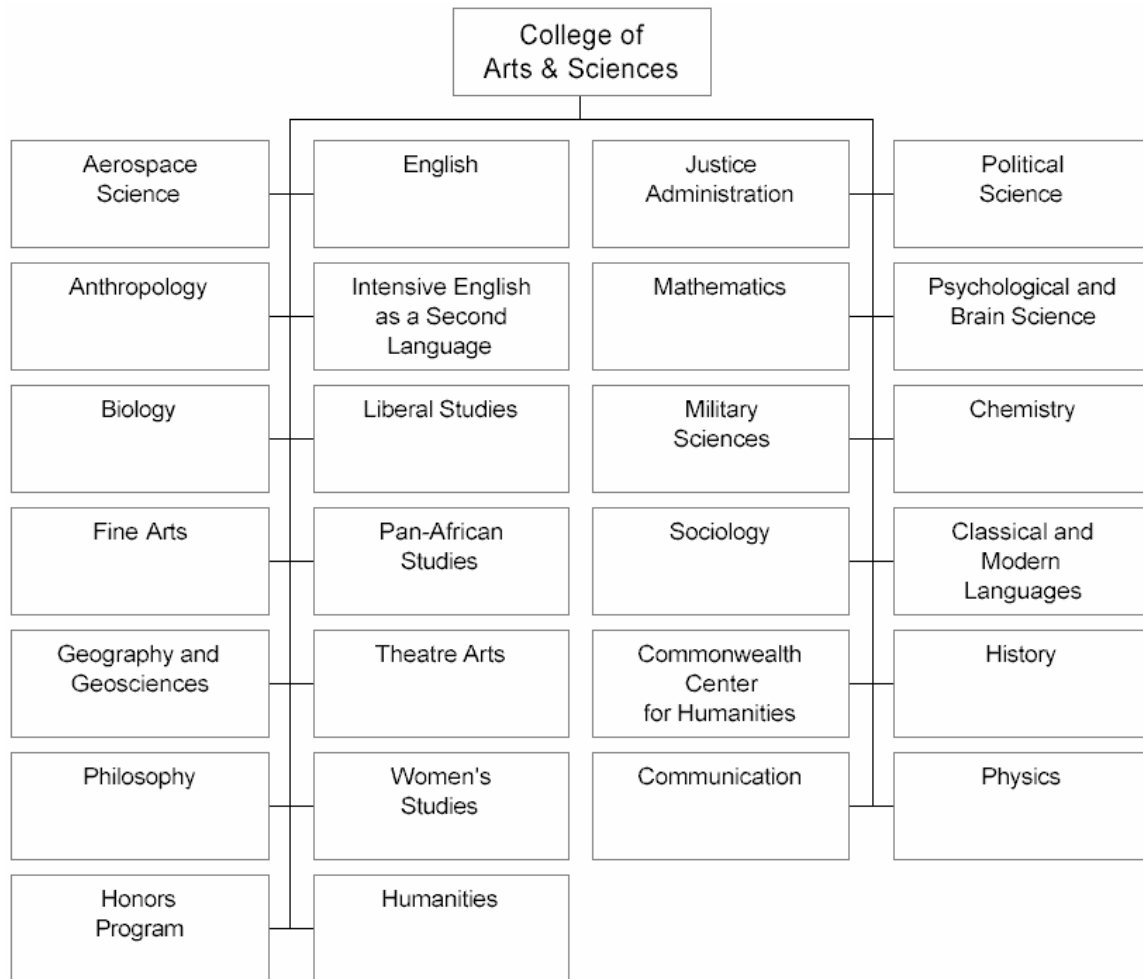 College of
Arts & Sciences
Aerospace
Science
English
Justice
Administration
Political
Science
Anthropology
Intensive English
as a Second
Language
Mathematics
Psychological and
Brain Science
Biology
Liberal Studies
Military
Sciences
Chemistry
Fine Arts
Pan-African
Studies
Sociology
Classical and
Modern
Languages
Geography and
Geosciences
Theatre Arts
Commonwealth
Center
for Humanities
History
Philosophy
Women's
Studies
Communication
Physics
Honors
Program
Humanities